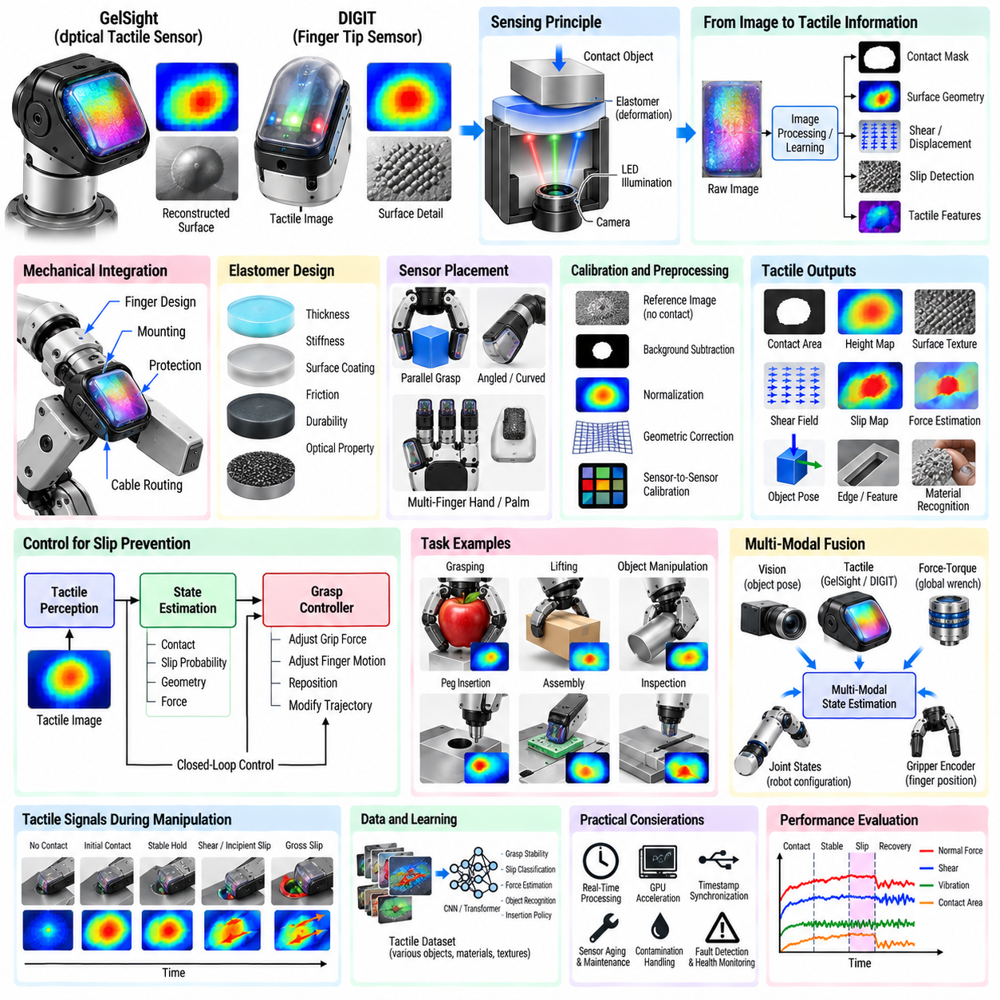 GelSight
(dptical Tactile Sensor)
Reconstructed
Surface
DIGIT
(Finger Tip Semsor)
Tactile Image
Surface Detail
Sensing Principle
Contact Object
Elastomer
(deformation)
LED
Illumination
Camera
From Image to Tactile Information
Raw Image
Image
Processing /
Learning
Contact Mask
Surface Geometry
Shear /
Displacement
Slip Detection
Tactile Features
Mechanical Integration
Finger Design
Mounting
Protection
Cable Routing
Elastomer Design
Thickness
Stiffness
Surface Coating
Friction
Durability
Optical Property
Sensor Placement
Parallel Grasp
Angled / Curved
Multi-Finger Hand / Palm
Calibration and Preprocessing
Reference Image
(no contact)
Background Subtraction
Normalization
Geometric Correction
Sensor-to-Sensor
Calibration
Tactile Outputs
Contact Area
Height Map
Surface Texture
Shear Field
Slip Map
Force Estimation
Object Pose
Edge / Feature
Material
Recognition
Control for Slip Prevention
Tactile
Perception
State
Estimation
Grasp
Controller
Tactile Image
Contact
Slip Probability
Geometry
Force
Adjust Grip Force
Adjust Finger Motion
Reposition
Modify Trajectory
Closed-Loop Control
Task Examples
Grasping
Lifting
Object Manipulation
Peg Insertion
Assembly
Inspection
Multi-Modal Fusion
Vision
(object pose)
Tactile
(GelSight / DIGIT)
Force-Torque
(global wrench)
Multi-Modal
State Estimation
Joint States
(robot configuration)
Gripper Encoder
(finger position)
Tactile Signals During Manipulation
No Contact
Initial Contact
Stable Hold
Shear / Incipient Slip
Gross Slip
Time
Data and Learning
CNN / Transformer
- Grasp Stability
- Slip Classification
- Force Estimation
- Object Recognition
- Insertion Policy
Tactile Dataset
(various objects, materials, textures)
Practical Consierations
Real-Time
Processing
GPU
Acceleration
Timestamp
Synchronization
Sensor Aging
& Maintenance
Contamination
Handling
Fault Detection
& Health Monitoring
Performance Evaluation
Contact
Stable
Slip
Recovery
Normal Force
Shear
Vibration
Contact Area
Time